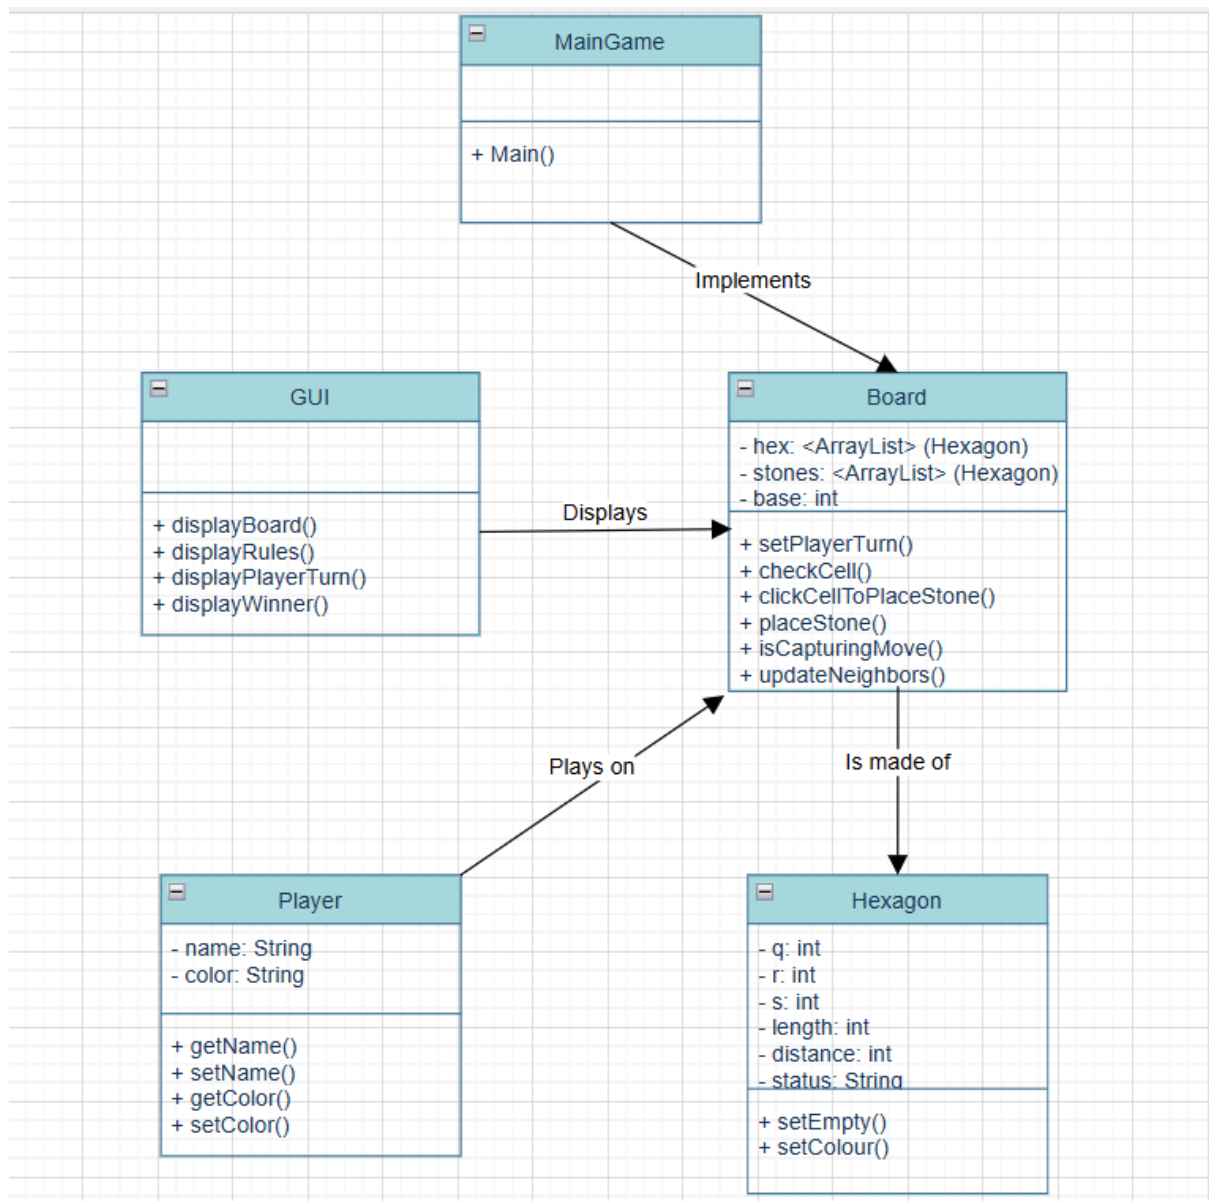 MainGame
+ Main()
Implements
GUI
+ displayBoard()
+ displayRules()
+ displayPlayerTurn()
+ displayWinner()
Displays
Board
- hex: <ArrayList> (Hexagon)
- stones: <ArrayList> (Hexagon)
- base: int
+ setPlayerTurn()
+ checkCell()
+ clickCellToPlaceStone()
+ placeStone()
+ isCapturingMove()
+ updateNeighbors()
Plays on
Is made of
Player
- name: String
- color: String
+ getName()
+ setName()
+ getColor()
+ setColor()
Hexagon
- q: int
- r: int
- s: int
- length: int
- distance: int
- status: String
+ setEmpty()
+ setColour()